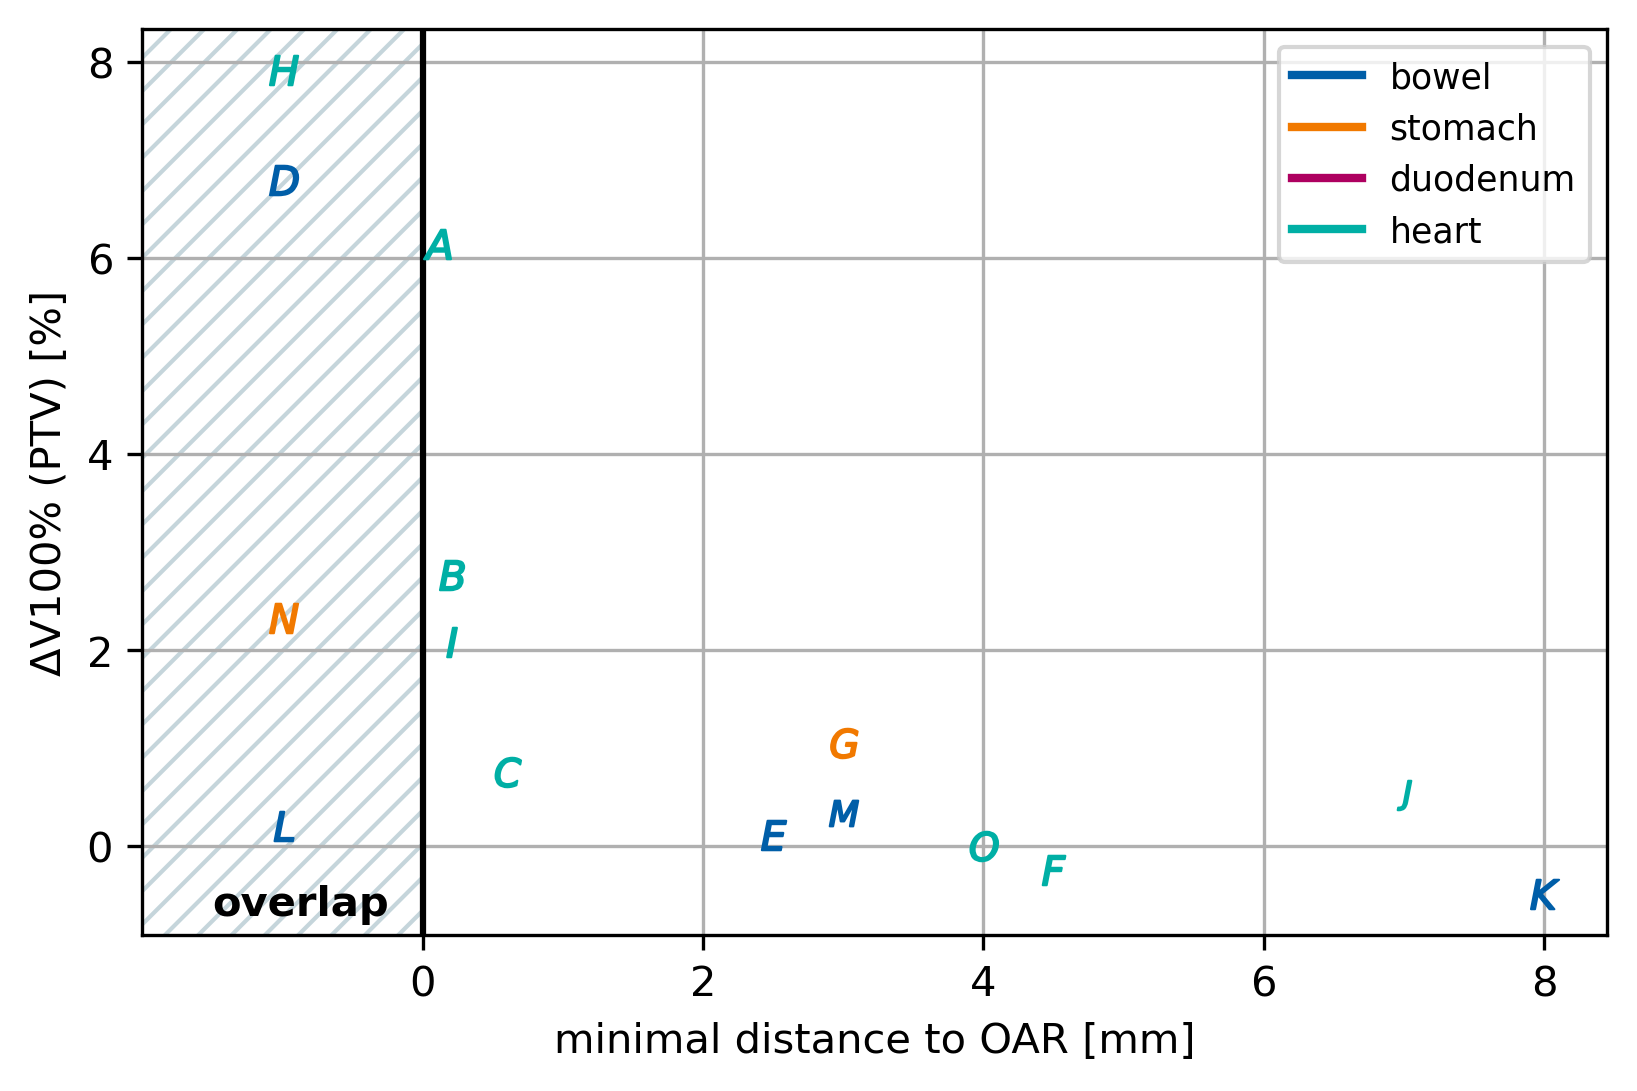 8
H
bowel
stomach
D
duodenum
heart
A
6
ΔV100% (PTV) [%]
4
B
N
I
2
G
C
J
M
L
E
O
0
F
K
overlap
0 2 4 6 8
minimal distance to OAR [mm]